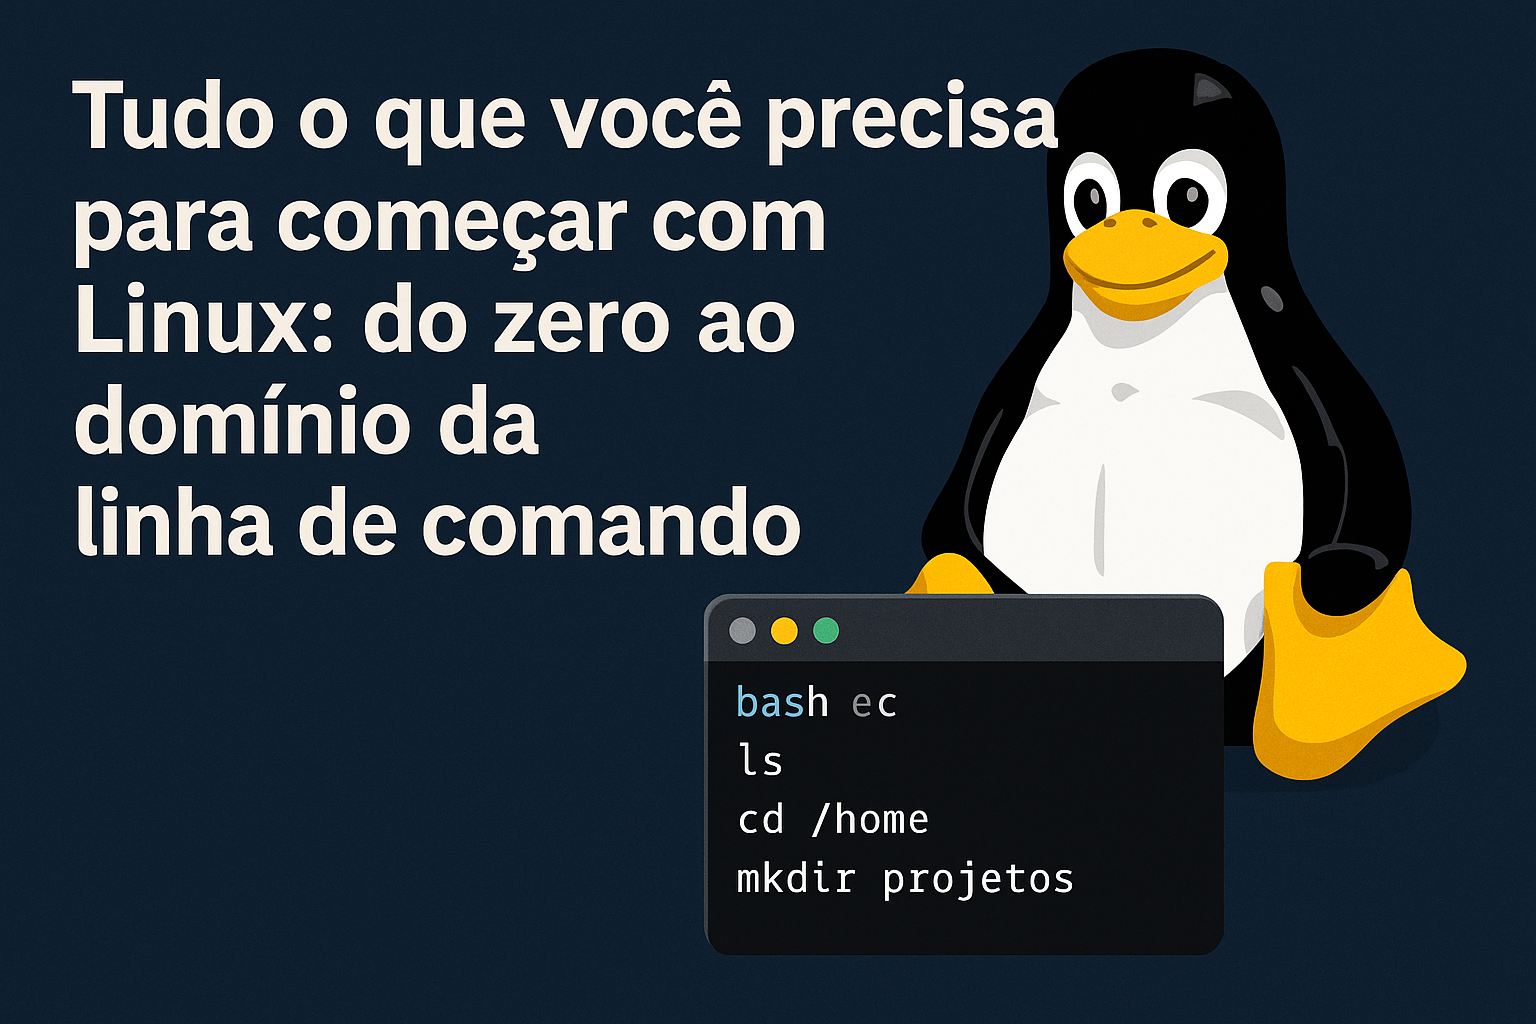 Tudo o que você precisa
para começar com
Linux: do zero ao
domínio da
linha de comando
bash ec
ls
cd /home
mkdir projetos